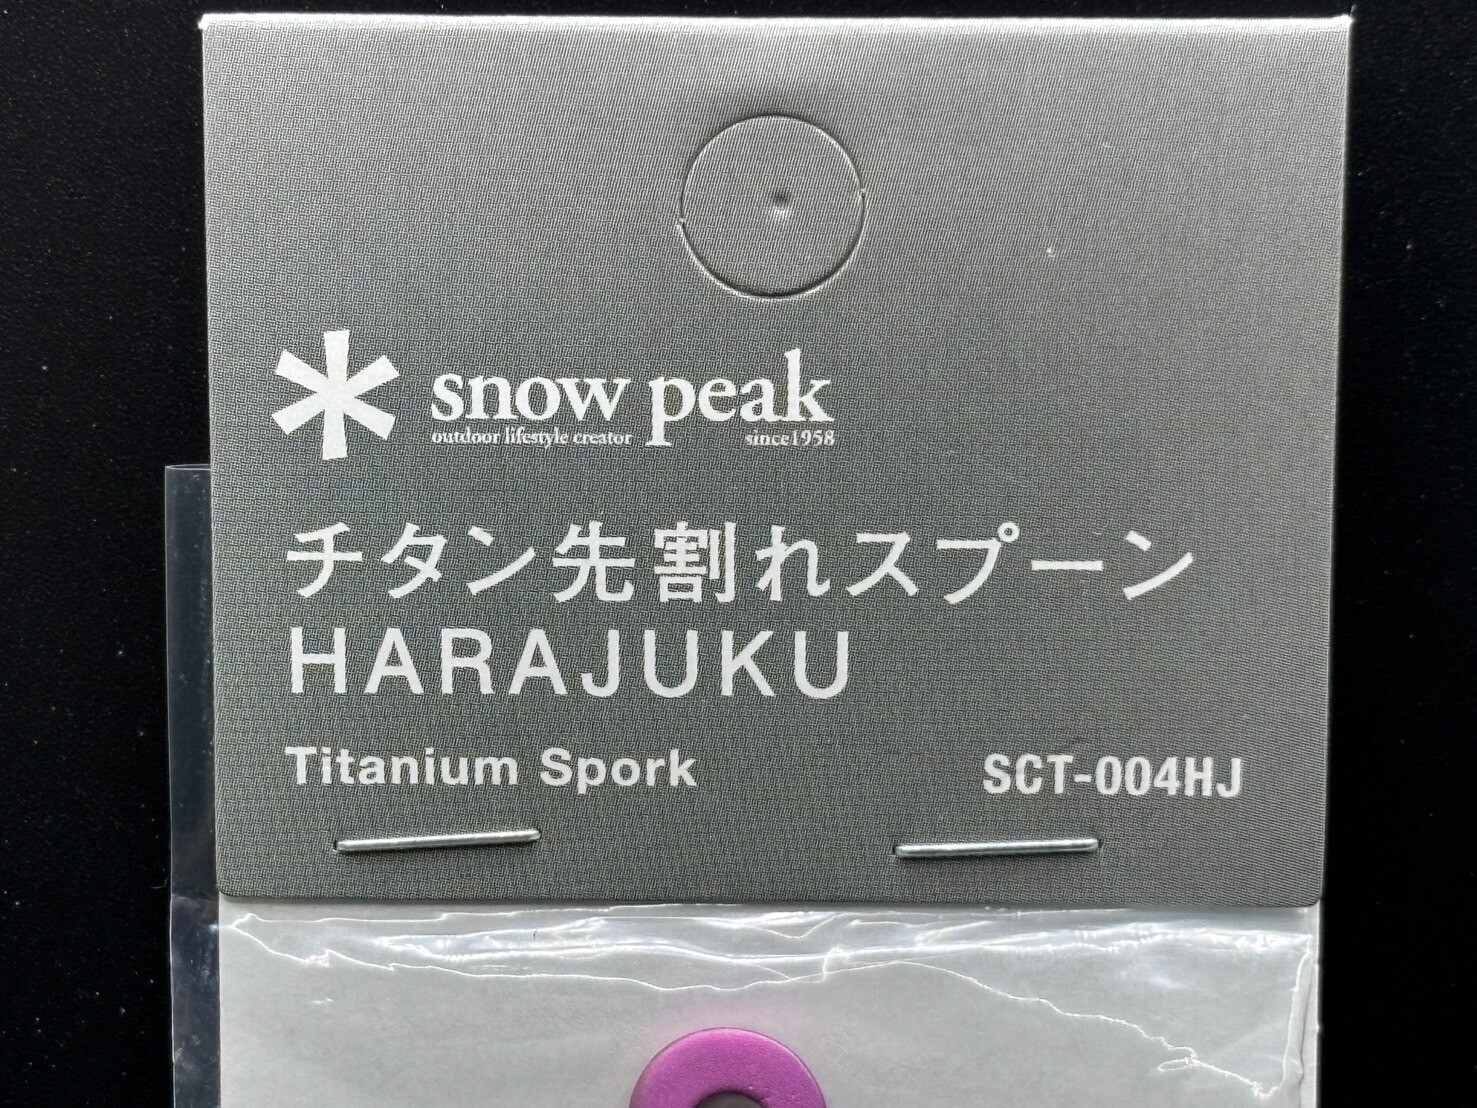 snow peak
outdoor lifestyle creator since1958
チタン先割れスプーン
HARAJUKU
Titanium Spork SCT-004HJ